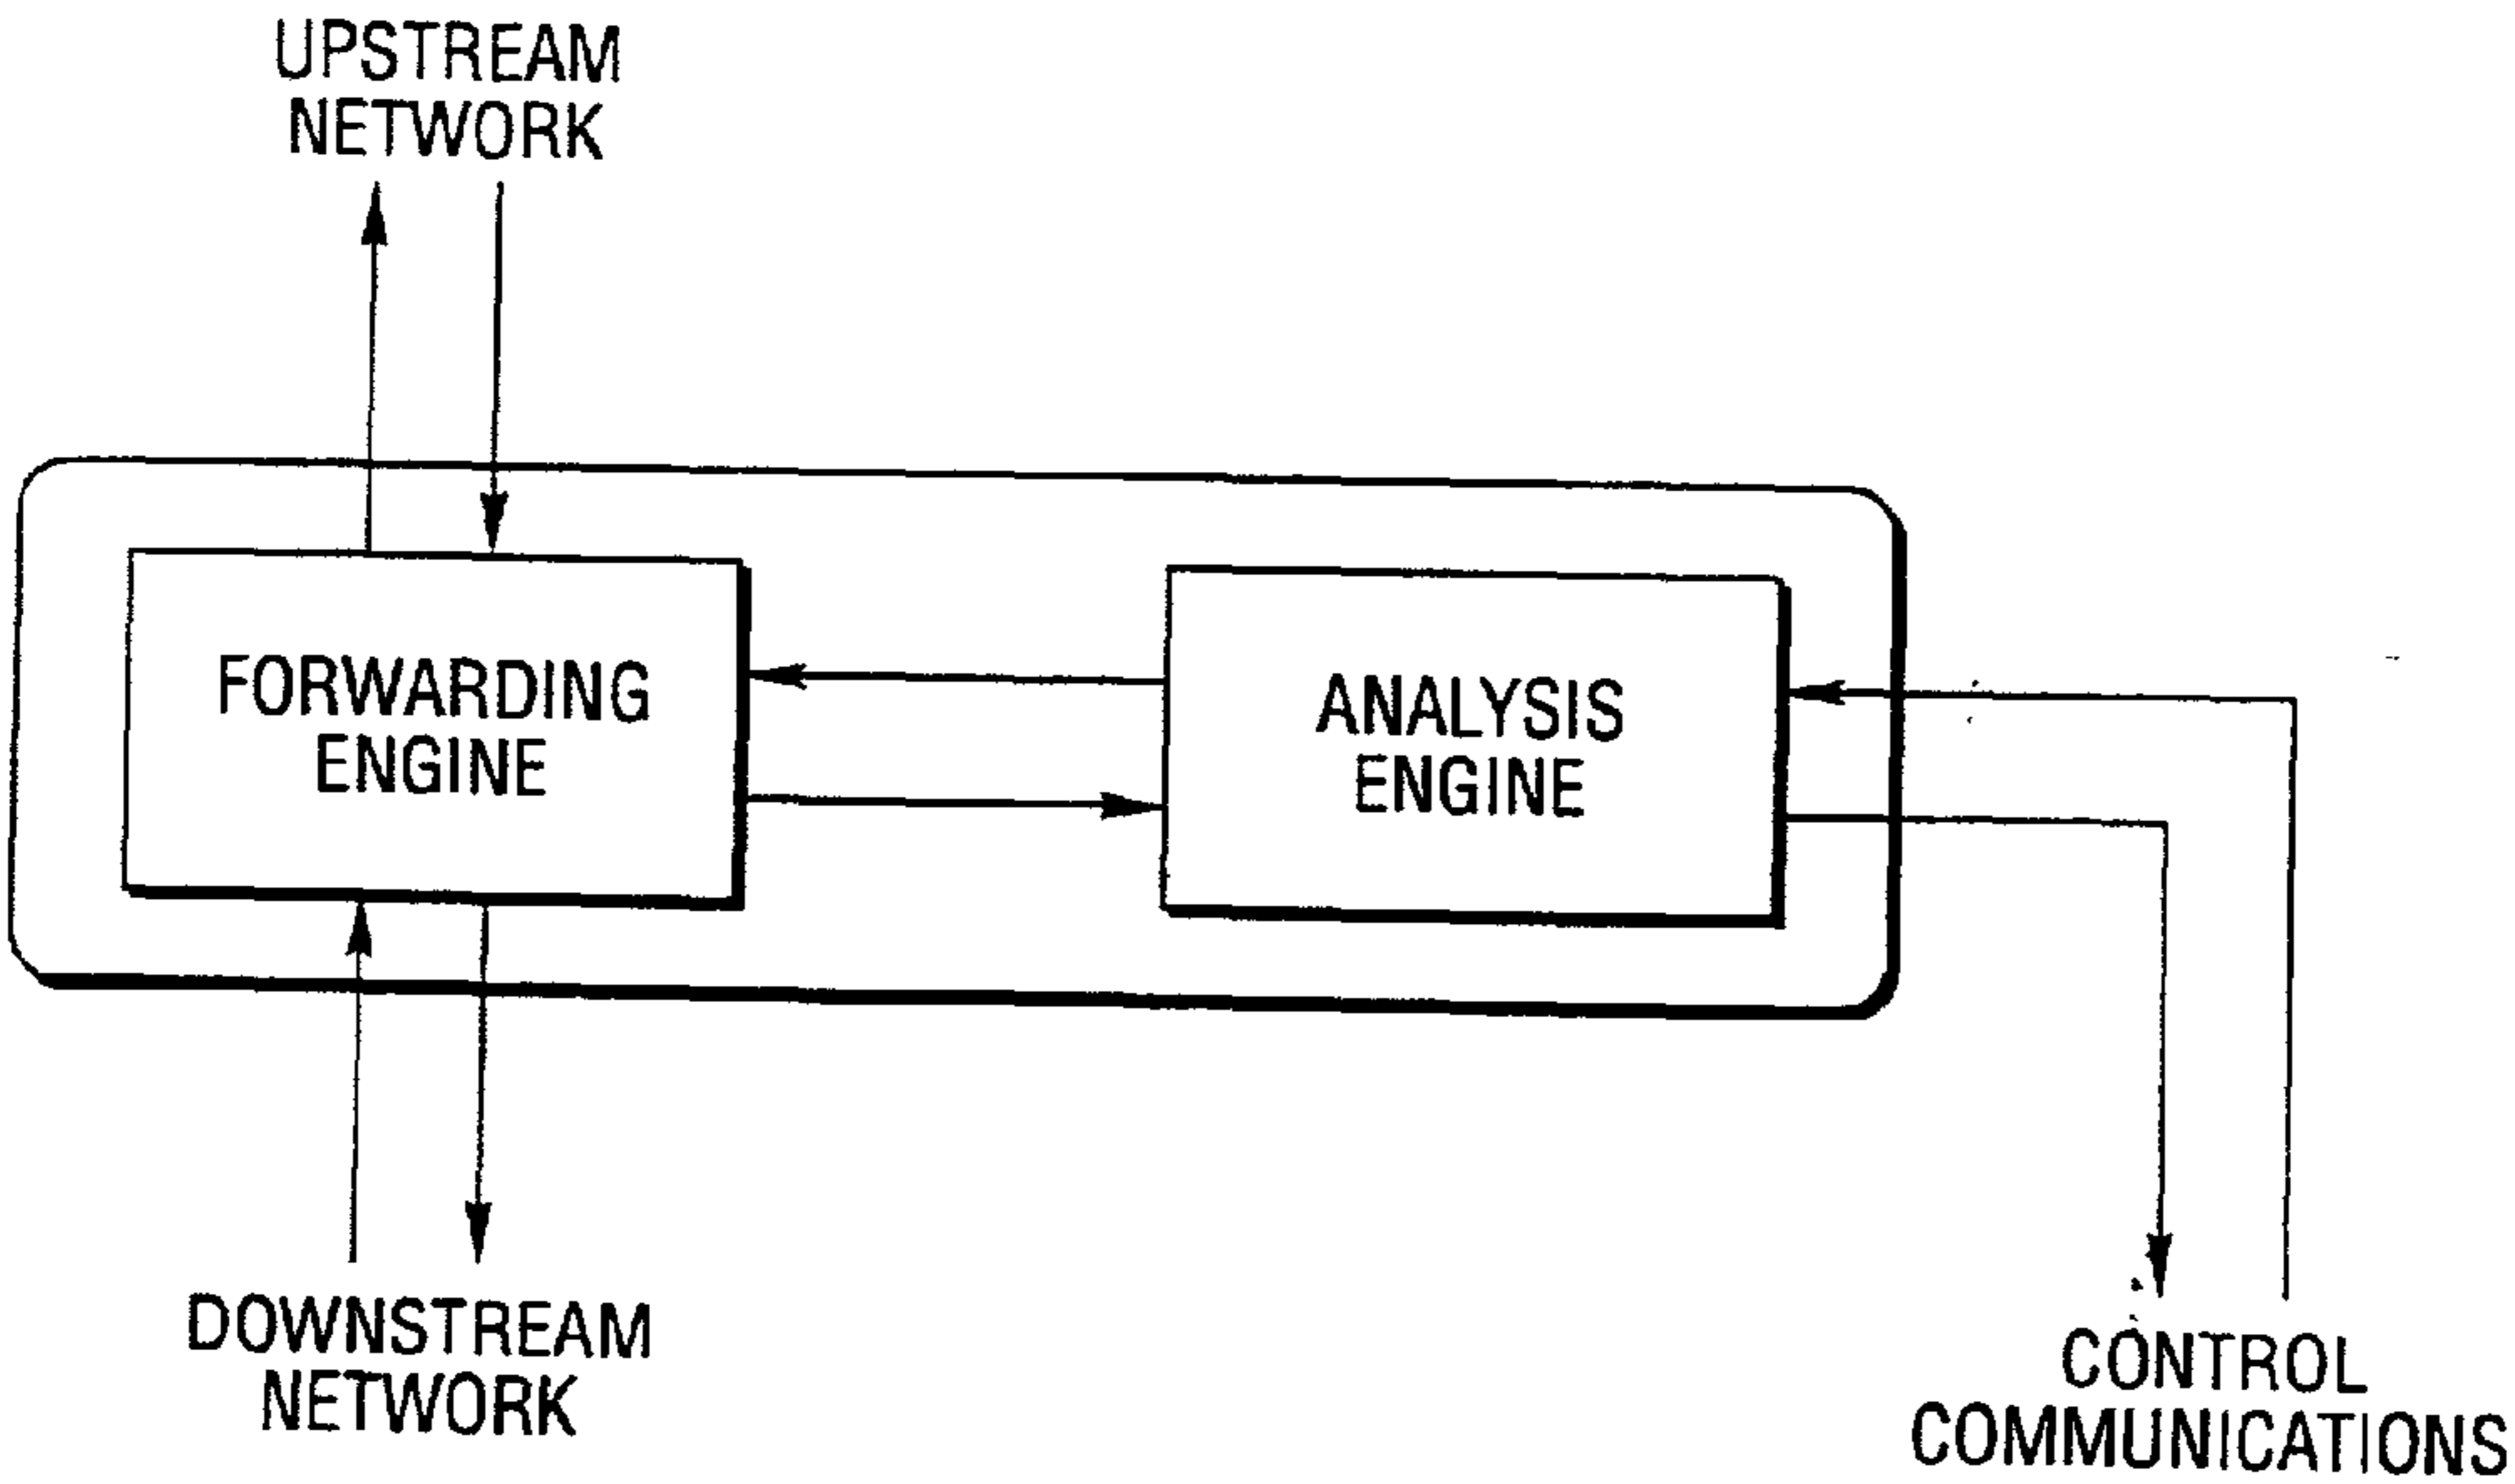 UPSTREAM
NETWORK
FORWARDING
ENGINE
ANALYSIS
ENGINE
DOWNSTREAM
NETWORK
CONTROL
COMMUNICATIONS